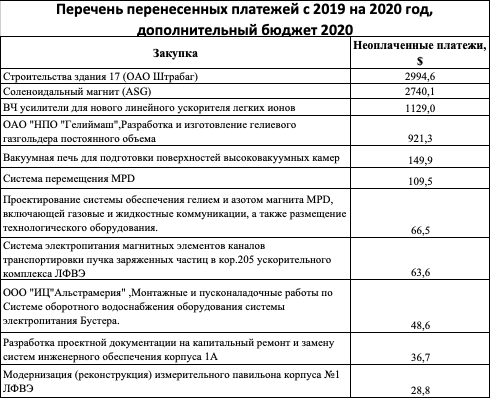 Перечень перенесенных платежей с 2019 на 2020 год,
дополнительный бюджет 2020
Закупка
Неоплаченные платежи,
$
Строительства здания 17 (ОАО Штрабаг)
2994,6
Соленоидальный магнит (ASG)
2740,1
ВЧ усилители для нового линейного ускорителя легких ионов
1129,0
ОАО "НПО "Гелиймаш",Разработка и изготовление гелиевого
газгольдера постоянного объема
921,3
Вакуумная печь для подготовки поверхностей высоковакуумных камер
149,9
Система перемещения MPD
109,5
Проектирование системы обеспечения гелием и азотом магнита MPD,
включающей газовые и жидкостные коммуникации, а также размещение
технологического оборудования.
66,5
Система электропитания магнитных элементов каналов
транспортировки пучка заряженных частиц в кор.205 ускорительного
комплекса ЛФВЭ
63,6
ООО "ИЦ"Альстрамерия" ,Монтажные и пусконаладочные работы по
Системе оборотного водоснабжения оборудования системы
электропитания Бустера.
48,6
Разработка проектной документации на капитальный ремонт и замену
систем инженерного обеспечения корпуса 1А
36,7
Модернизация (реконструкция) измерительного павильона корпуса №1
ЛФВЭ
28,8